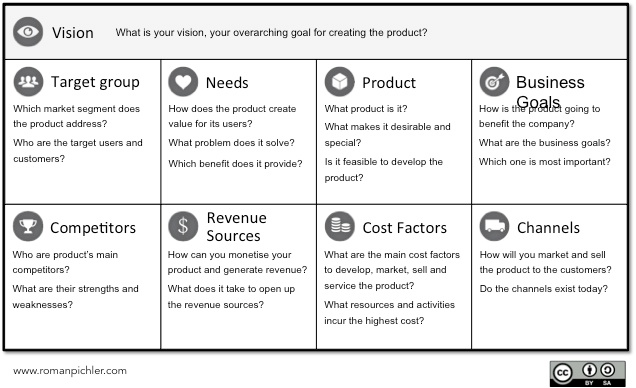 Vision
What is your vision, your overarching goal for creating the product?
Target group
Which market segment does
the product address?
Who are the target users and
customers?
Needs
How does the product create
value for its users?
What problem does it solve?
Which benefit does it provide?
Product
What product is it?
What makes it desirable and
special?
Is it feasible to develop the
product?
Business
Goals
How is the product going to
benefit the company?
What are the business goals?
Which one is most important?
Competitors
Who are product's main
competitors?
What are their strengths and
weaknesses?
$
Revenue
Sources
How can you monetise your
product and generate revenue?
What does it take to open up
the revenue sources?
Cost Factors
What are the main cost factors
to develop, market, sell and
service the product?
What resources and activities
incur the highest cost?
Channels
How will you market and sell
the product to the customers?
Do the channels exist today?
www.romanpichler.com
cc
BY SA